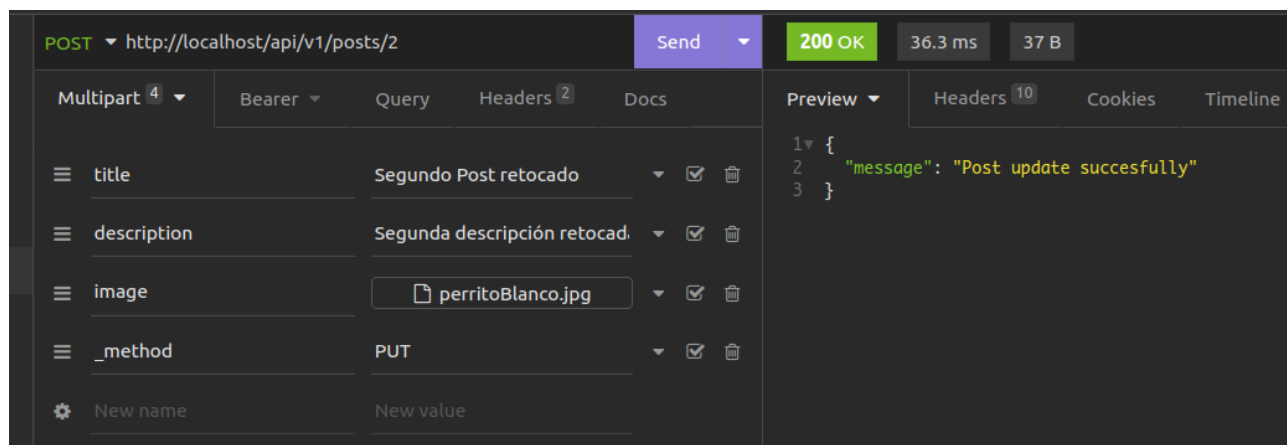 POST http://localhost/api/v1/posts/2 Send 200 OK 36.3 ms 37 B
Multipart 4 Bearer Query Headers 2 Docs Preview Headers 10 Cookies Timeline
title Segundo Post retocado
description Segunda descripción retocad
image perritoBlanco.jpg
_method PUT
New name New value
1 {
2 "message": "Post update succesfully"
3 }